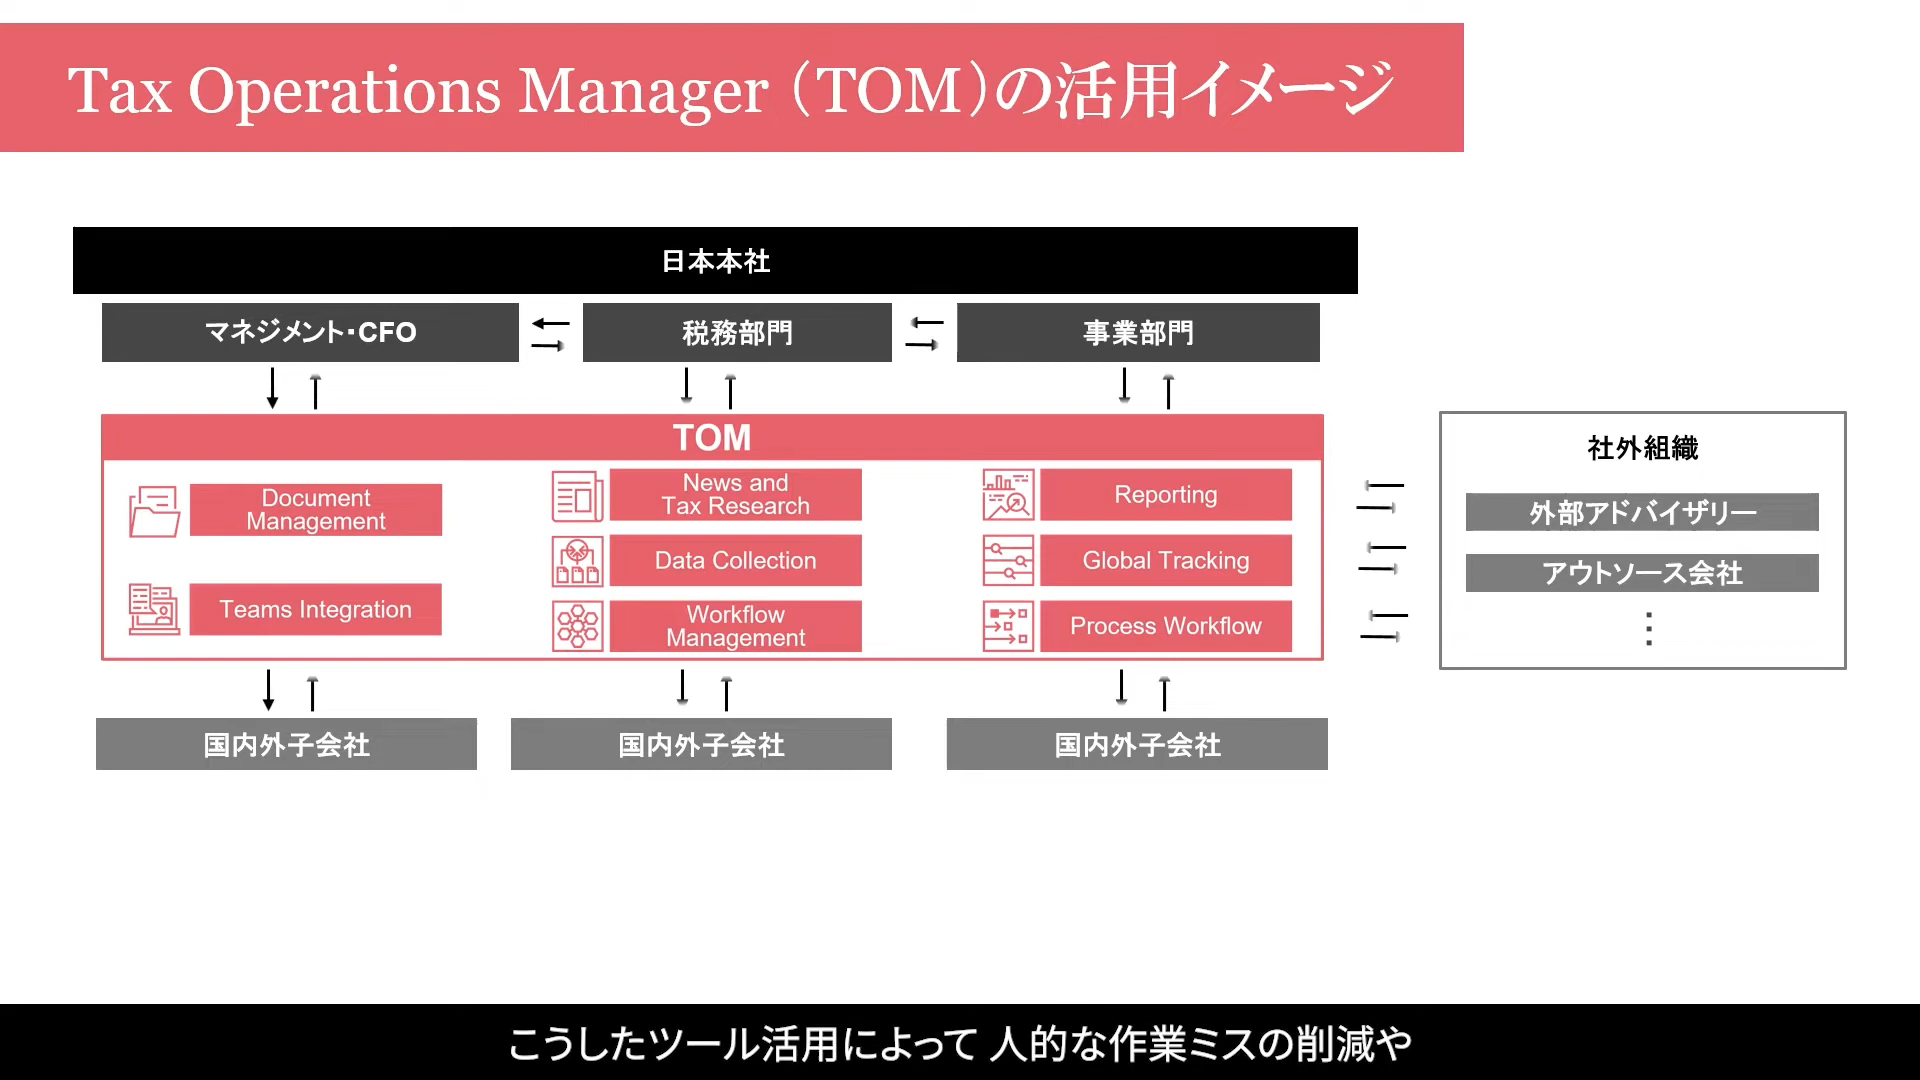 Tax Operations Manager（TOM）の活用イメージ
日本本社
マネジメント・CFO
税務部門
事業部門
TOM
Document
Management
Teams Integration
News and
Tax Research
Data Collection
Workflow
Management
Reporting
Global Tracking
Process Workflow
社外組織
外部アドバイザリー
アウトソース会社
⋮
国内外子会社
国内外子会社
国内外子会社
こうしたツール活用によって 人的な作業ミスの削減や